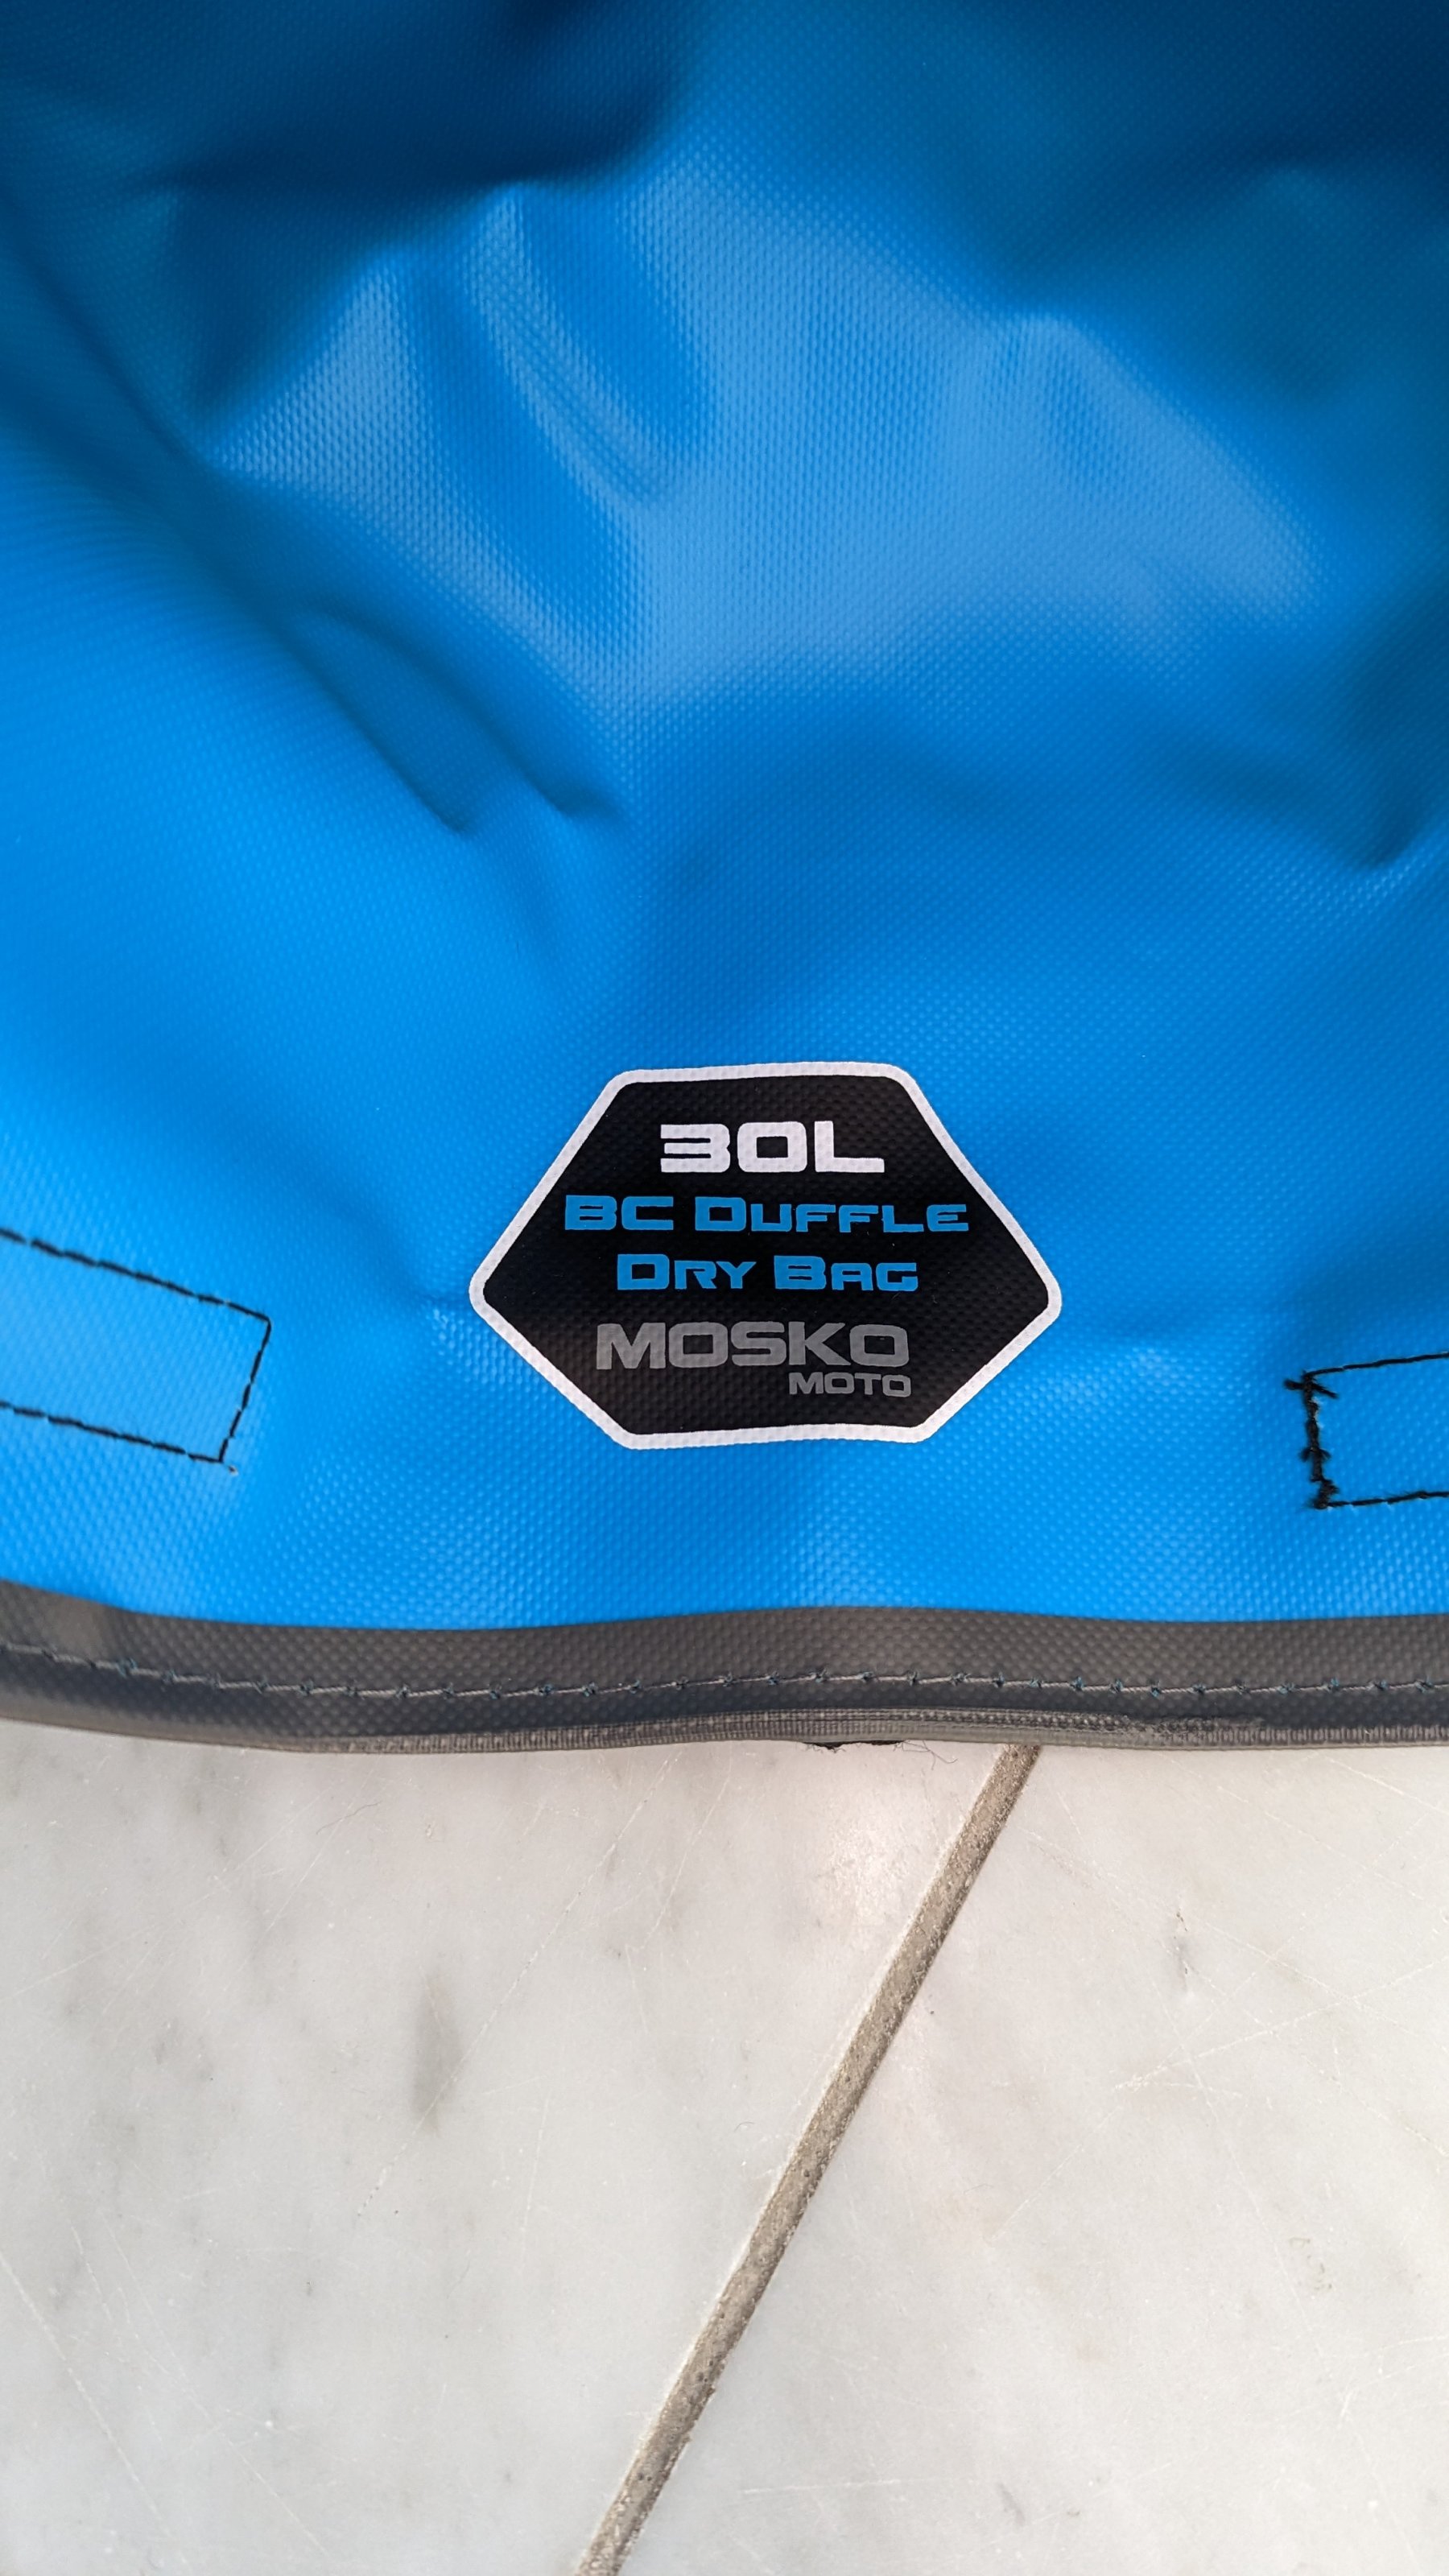 30L
BC DUFFLE
DRY BAG
MOSKO
MOTO